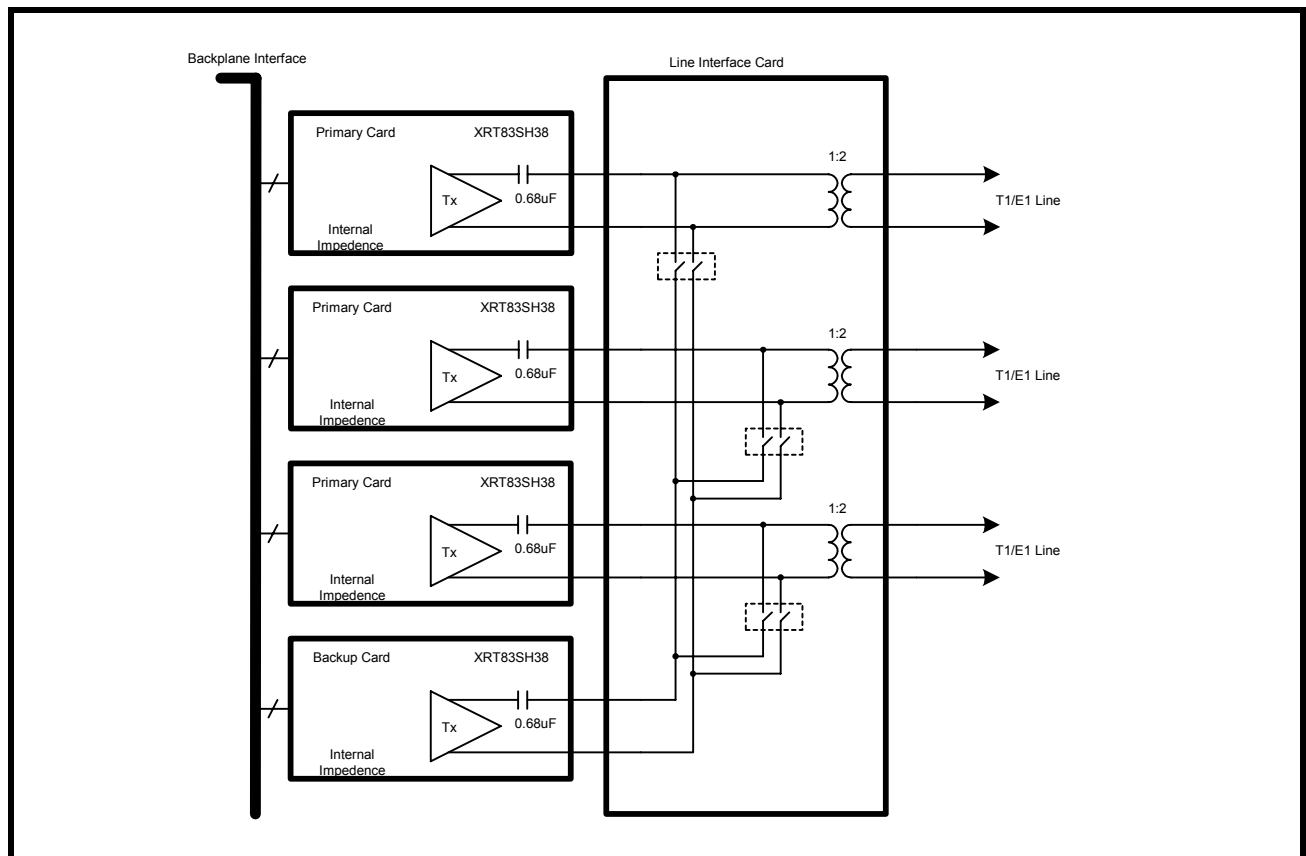 Backplane Interface
Line Interface Card
Primary Card XRT83SH38
Tx
0.68uF
Internal
Impedence
1:2
T1/E1 Line
Primary Card XRT83SH38
Tx
0.68uF
Internal
Impedence
1:2
T1/E1 Line
Primary Card XRT83SH38
Tx
0.68uF
Internal
Impedence
1:2
T1/E1 Line
Backup Card XRT83SH38
Tx
0.68uF
Internal
Impedence